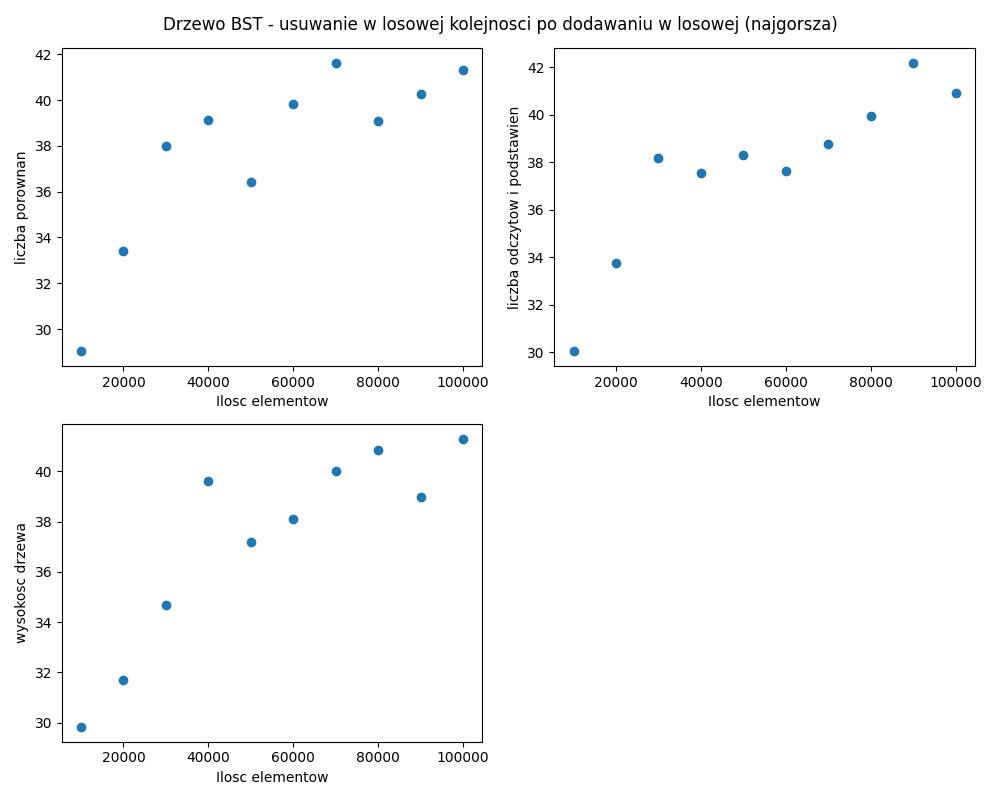 Drzewo BST - usuwanie w losowej kolejnosci po dodawaniu w losowej (najgorsza)
42
40
38
36
34
32
30
liczba porownan
20000 40000 60000 80000 100000
Ilosc elementow
42
40
38
36
34
32
30
liczba odczytow i podstawien
20000 40000 60000 80000 100000
Ilosc elementow
40
38
36
34
32
30
wysokosc drzewa
20000 40000 60000 80000 100000
Ilosc elementow